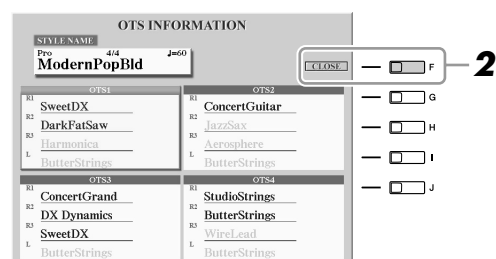 OTS INFORMATION
STYLE NAME
Pro 4/4 ♩=60
ModernPopBld
CLOSE
F
2
G
H
I
J
OTS1
R1 SweetDX
R2 DarkFatSaw
R3 Harmonica
L ButterStrings
OTS2
R1 ConcertGuitar
R2 JazzSax
R3 Aerosphere
L ButterStrings
OTS3
R1 ConcertGrand
R2 DX Dynamics
R3 SweetDX
L ButterStrings
OTS4
R1 StudioStrings
R2 ButterStrings
R3 WireLead
L ButterStrings